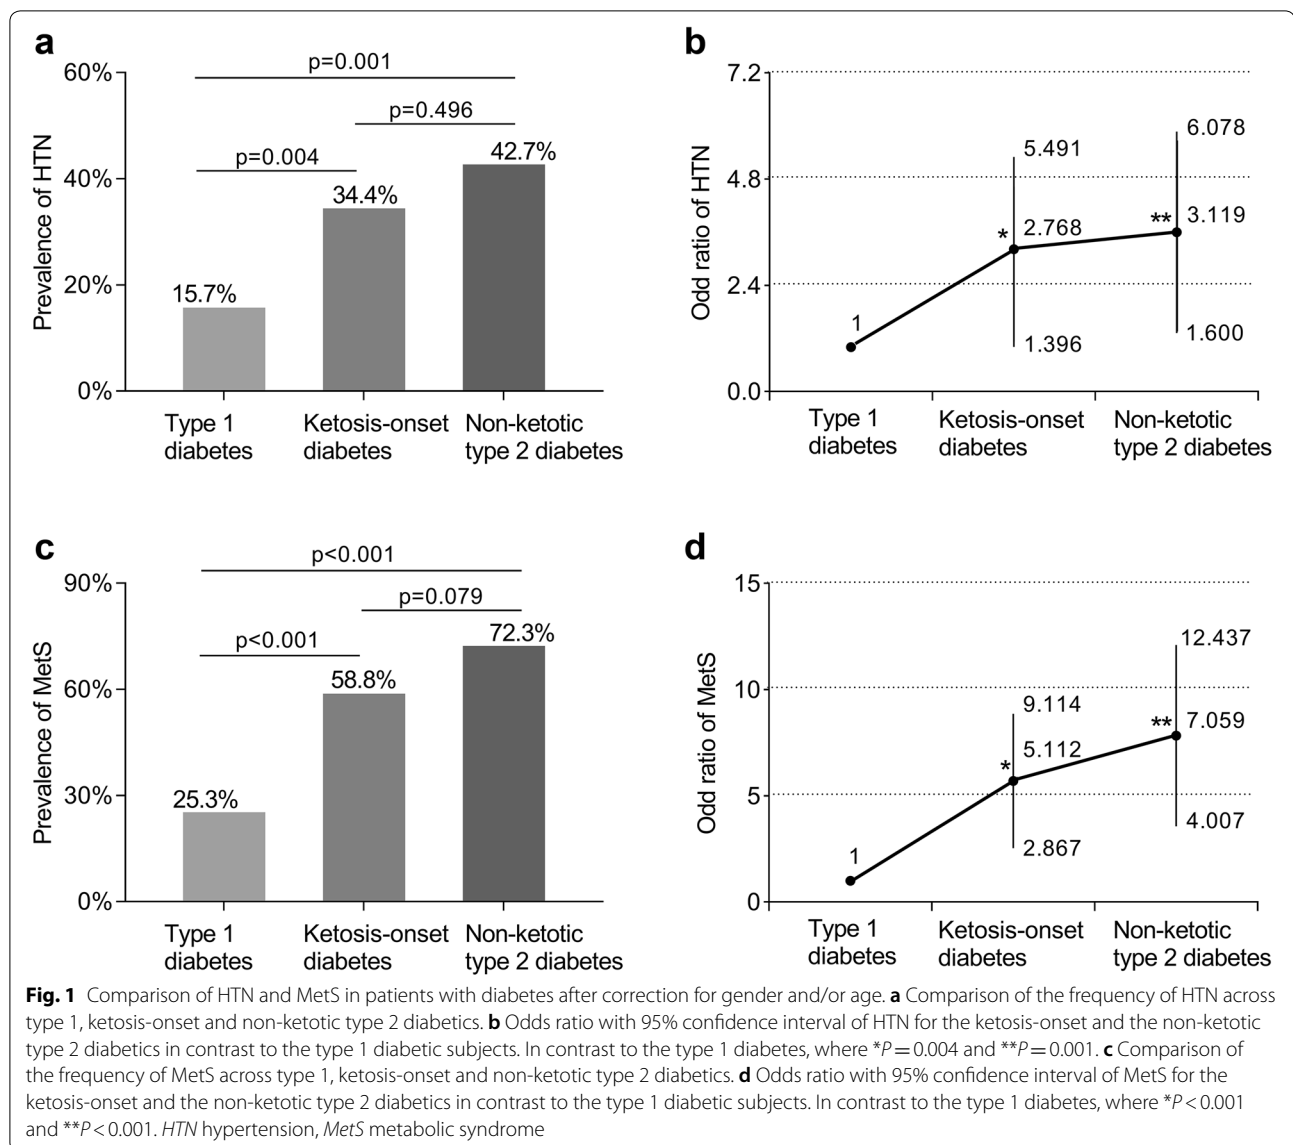 a
p=0.001
60%
p=0.496
p=0.004
42.7%
40%
34.4%
20%
15.7%
0%
Prevalence of HTN
Type 1 diabetes
Ketosis-onset diabetes
Non-ketotic type 2 diabetes
b
7.2
6.078
5.491
4.8
**
3.119
*
2.768
2.4
1
1.396
1.600
0.0
Odd ratio of HTN
Type 1 diabetes
Ketosis-onset diabetes
Non-ketotic type 2 diabetes
c
p<0.001
90%
p=0.079
p<0.001
72.3%
60%
58.8%
30%
25.3%
0%
Prevalence of MetS
Type 1 diabetes
Ketosis-onset diabetes
Non-ketotic type 2 diabetes
d
15
12.437
10
9.114
**
7.059
5.112
*
5
4.007
2.867
1
0
Odd ratio of MetS
Type 1 diabetes
Ketosis-onset diabetes
Non-ketotic type 2 diabetes
Fig. 1 Comparison of HTN and MetS in patients with diabetes after correction for gender and/or age. a Comparison of the frequency of HTN across
type 1, ketosis-onset and non-ketotic type 2 diabetics. b Odds ratio with 95% confidence interval of HTN for the ketosis-onset and the non-ketotic
type 2 diabetics in contrast to the type 1 diabetic subjects. In contrast to the type 1 diabetes, where *P=0.004 and **P=0.001. c Comparison of
the frequency of MetS across type 1, ketosis-onset and non-ketotic type 2 diabetics. d Odds ratio with 95% confidence interval of MetS for the
ketosis-onset and the non-ketotic type 2 diabetics in contrast to the type 1 diabetic subjects. In contrast to the type 1 diabetes, where *P<0.001
and **P<0.001. HTN hypertension, MetS metabolic syndrome